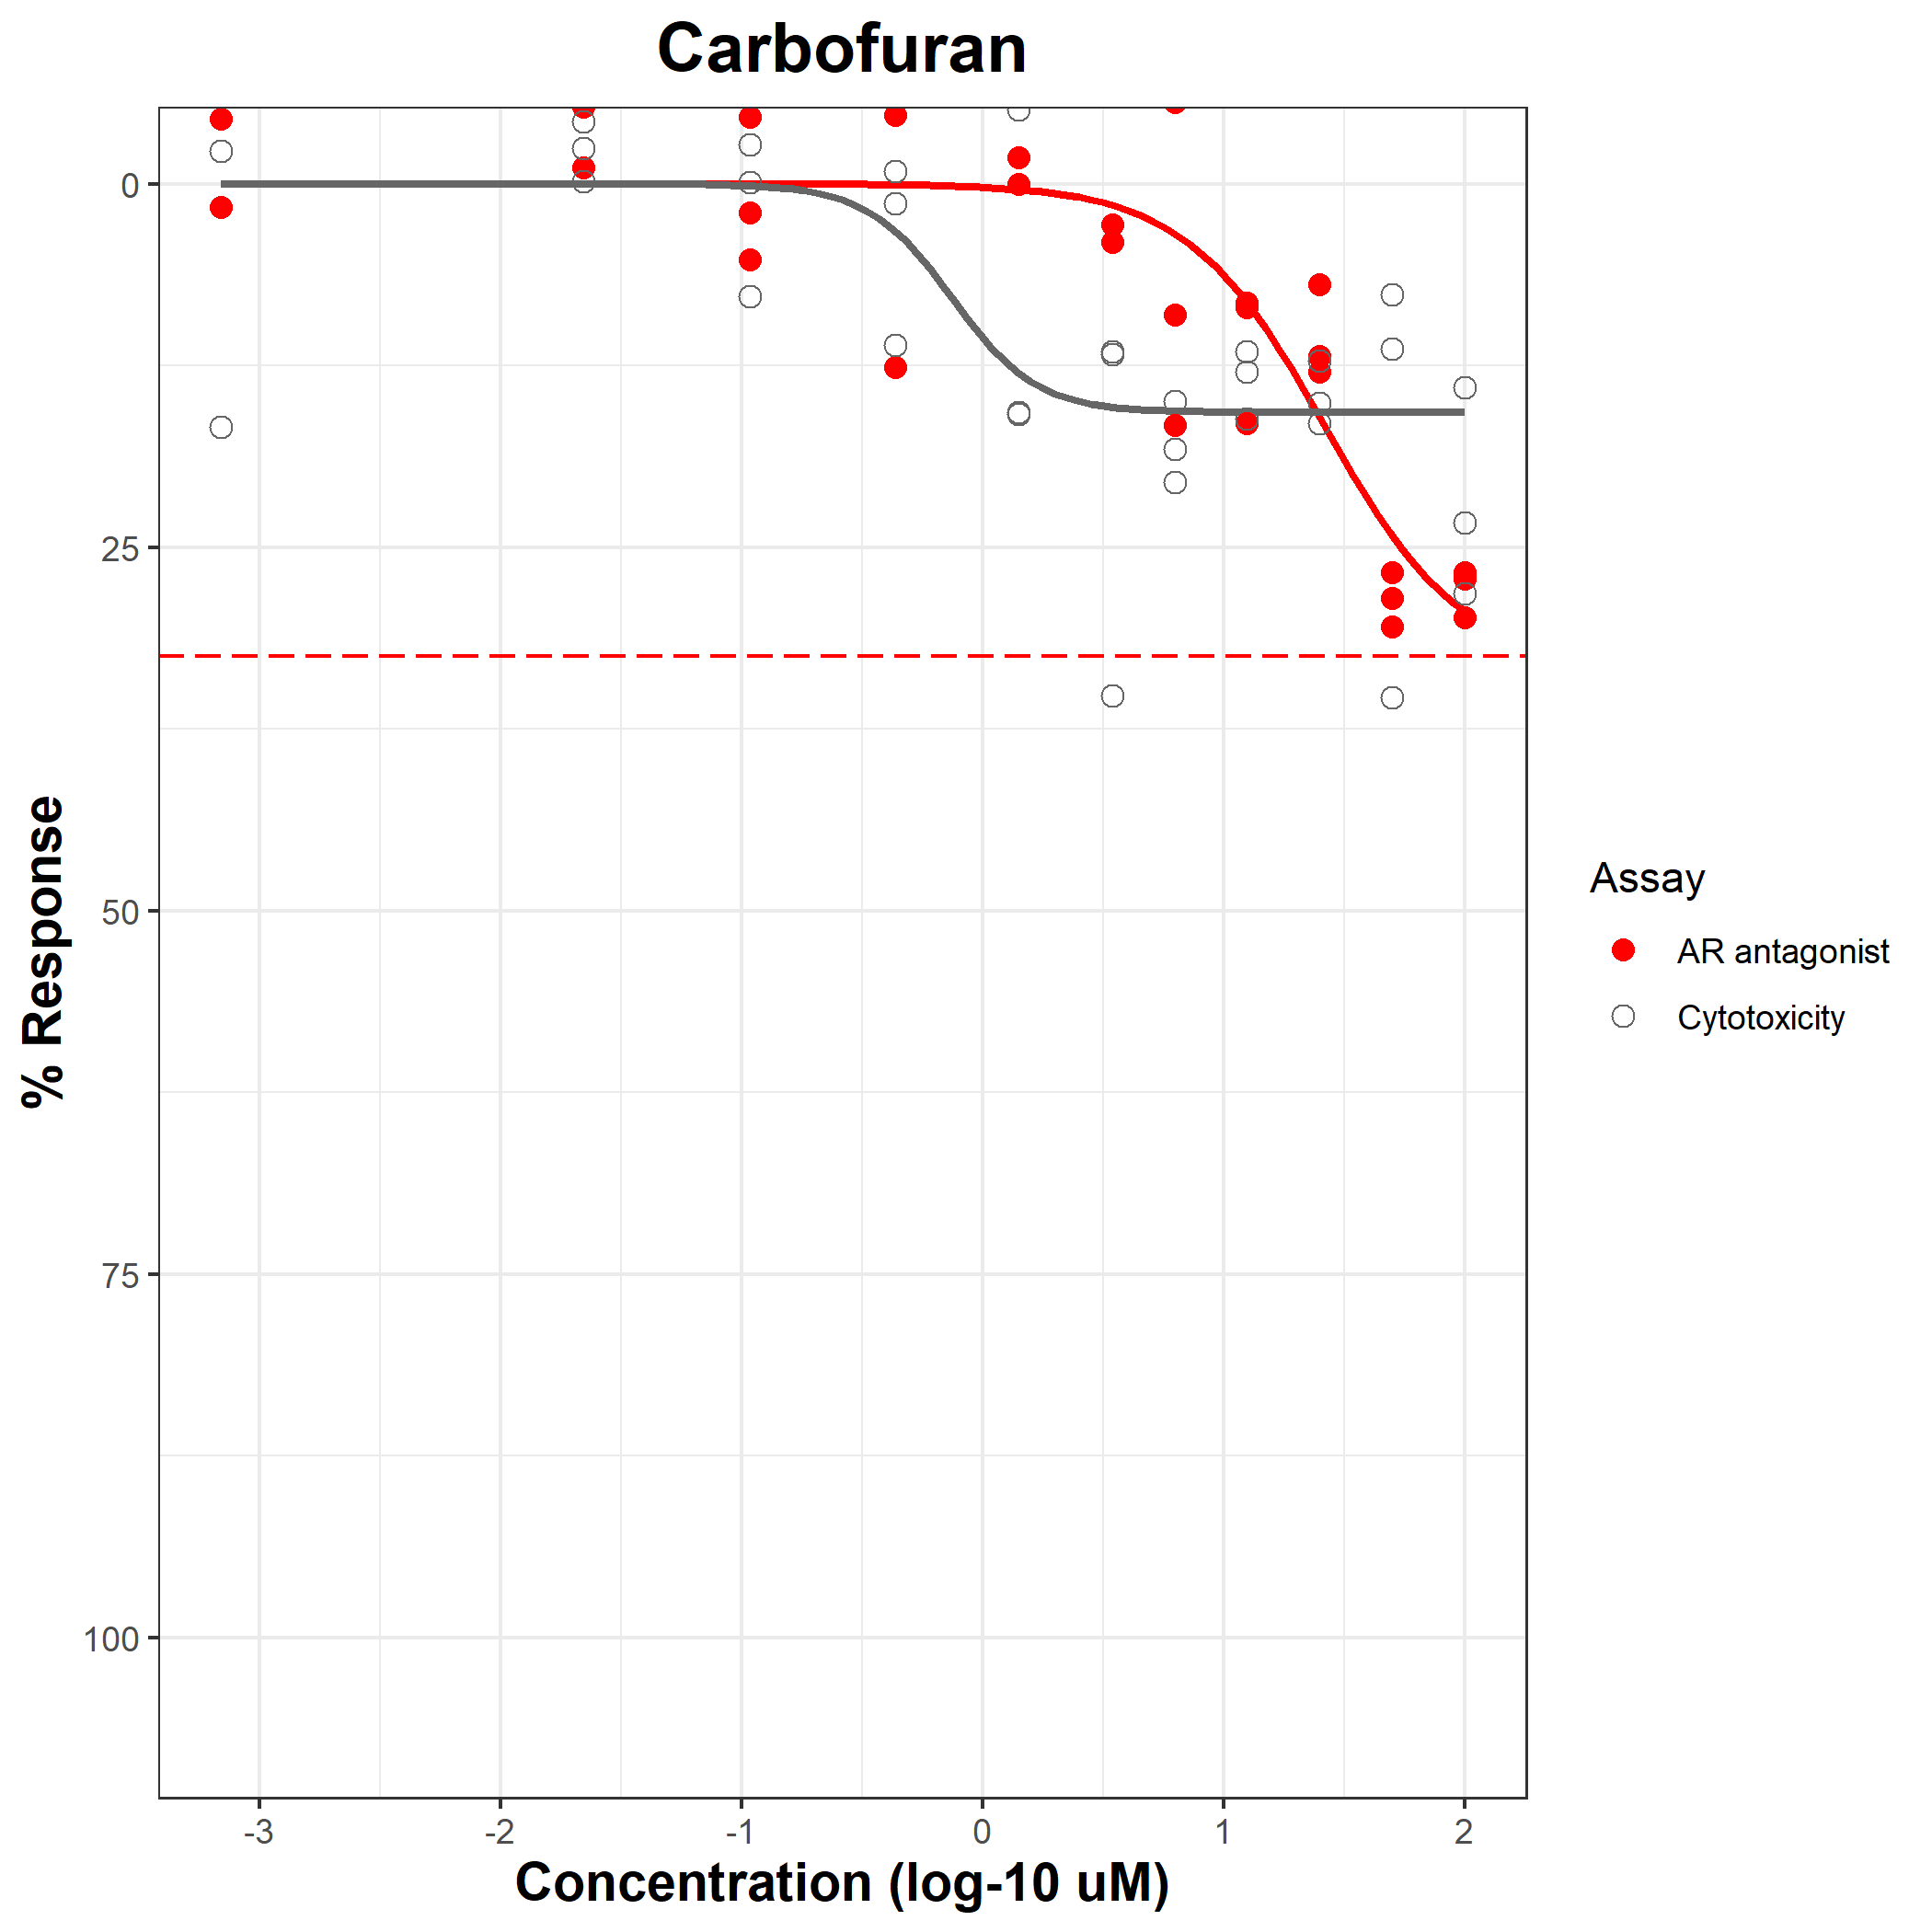 Carbofuran
% Response
0
25
50
75
100
-3 -2 -1 0 1 2
Concentration (log-10 uM)
Assay
AR antagonist
Cytotoxicity